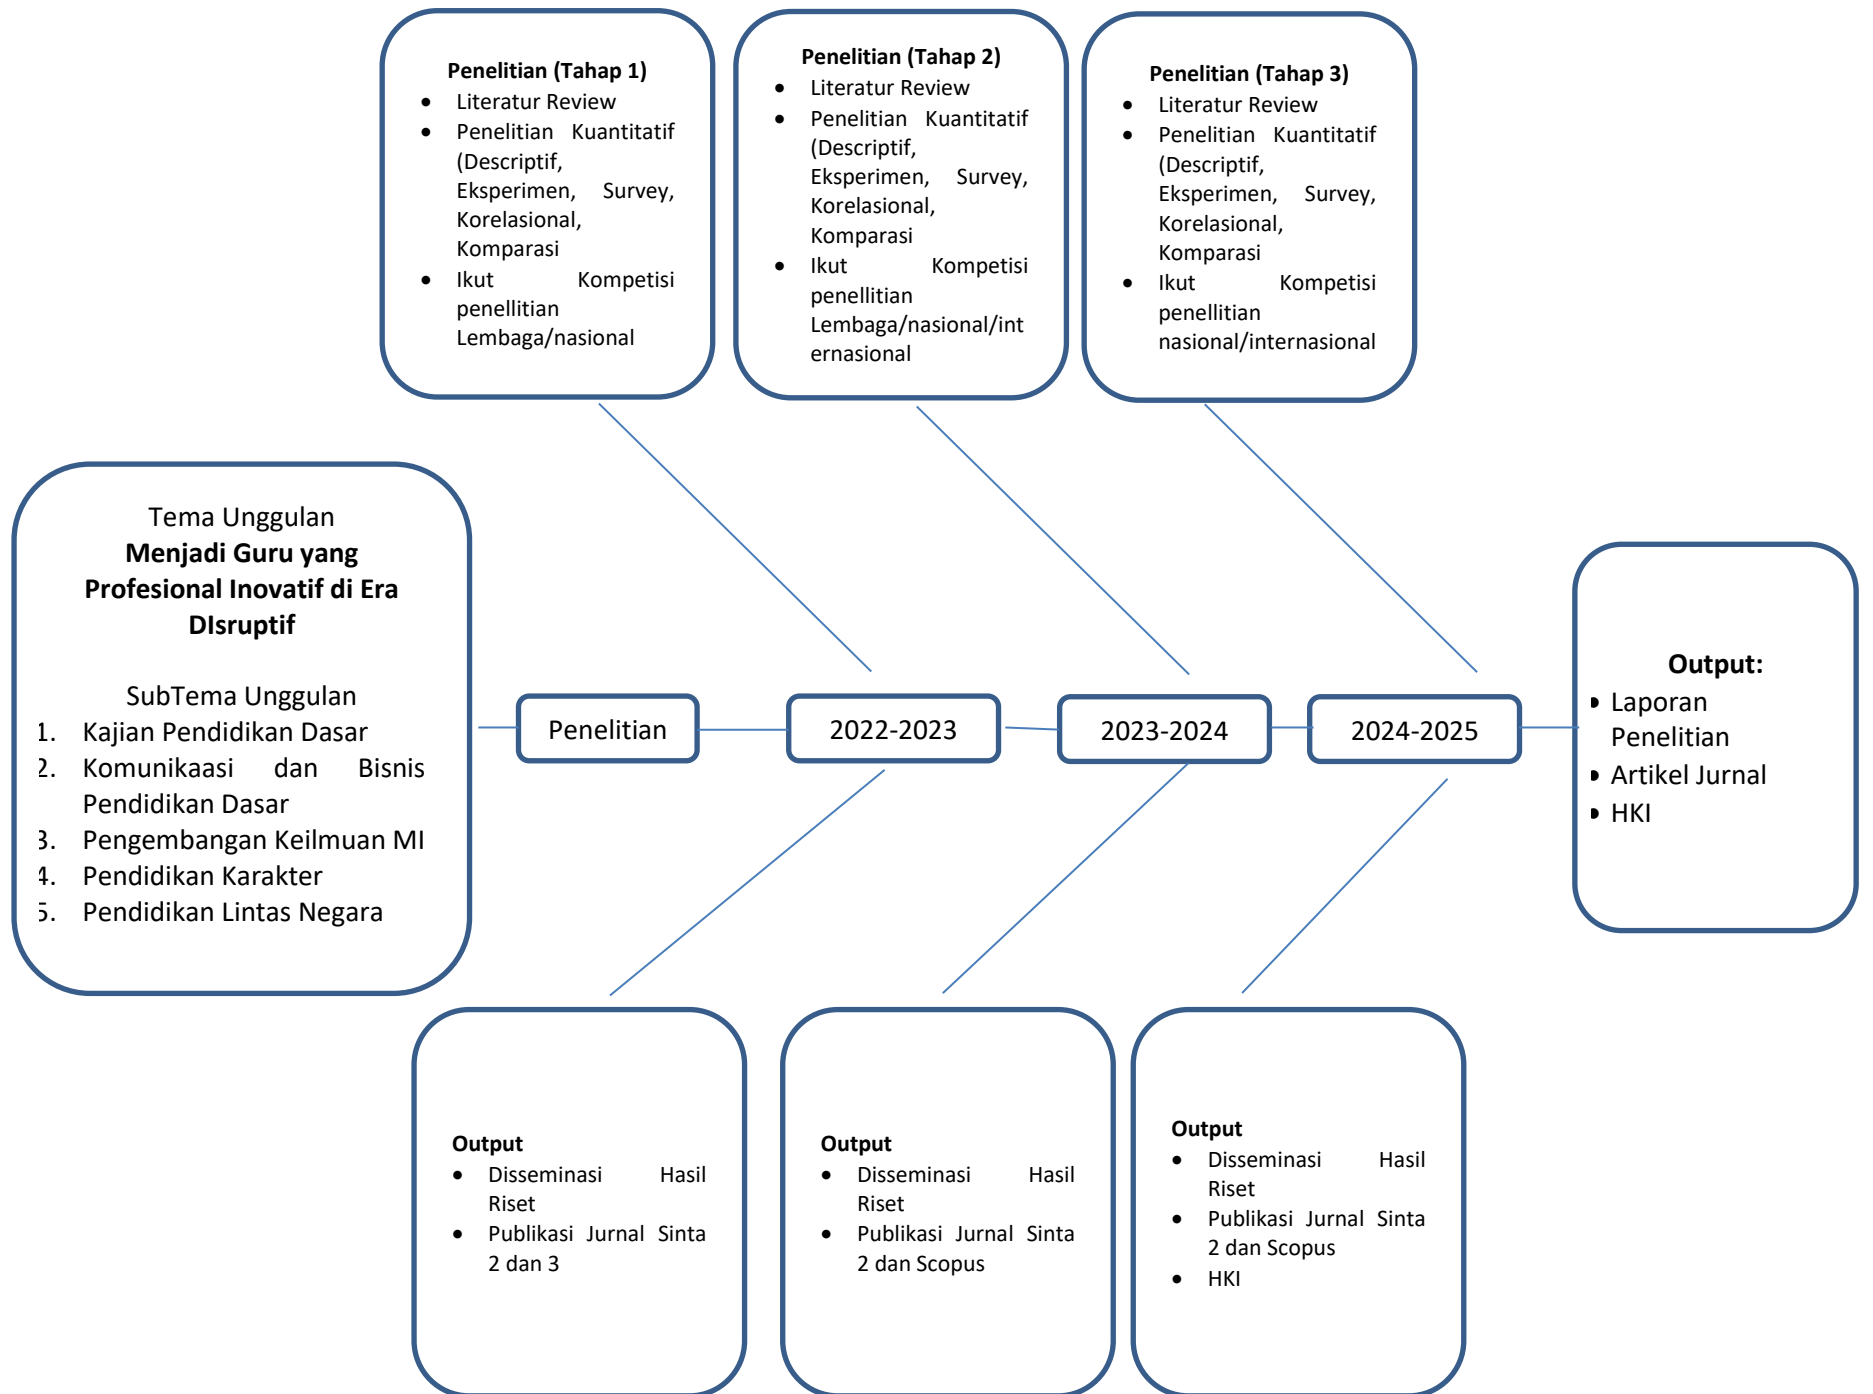 Penelitian (Tahap 1)
• Literatur Review
• Penelitian Kuantitatif
(Descriptif,
Eksperimen, Survey,
Korelasional,
Komparasi
• Ikut Kompetisi
penellitian
Lembaga/nasional
Penelitian (Tahap 2)
• Literatur Review
• Penelitian Kuantitatif
(Descriptif,
Eksperimen, Survey,
Korelasional,
Komparasi
• Ikut Kompetisi
penellitian
Lembaga/nasional/int
ernasional
Penelitian (Tahap 3)
• Literatur Review
• Penelitian Kuantitatif
(Descriptif,
Eksperimen, Survey,
Korelasional,
Komparasi
• Ikut Kompetisi
penellitian
nasional/internasional
Tema Unggulan
Menjadi Guru yang
Profesional Inovatif di Era
DIsruptif
SubTema Unggulan
1. Kajian Pendidikan Dasar
2. Komunikaasi dan Bisnis
Pendidikan Dasar
3. Pengembangan Keilmuan MI
4. Pendidikan Karakter
5. Pendidikan Lintas Negara
Penelitian
2022-2023
2023-2024
2024-2025
Output:
• Laporan
Penelitian
• Artikel Jurnal
• HKI
Output
• Disseminasi Hasil
Riset
• Publikasi Jurnal Sinta
2 dan 3
Output
• Disseminasi Hasil
Riset
• Publikasi Jurnal Sinta
2 dan Scopus
Output
• Disseminasi Hasil
Riset
• Publikasi Jurnal Sinta
2 dan Scopus
• HKI